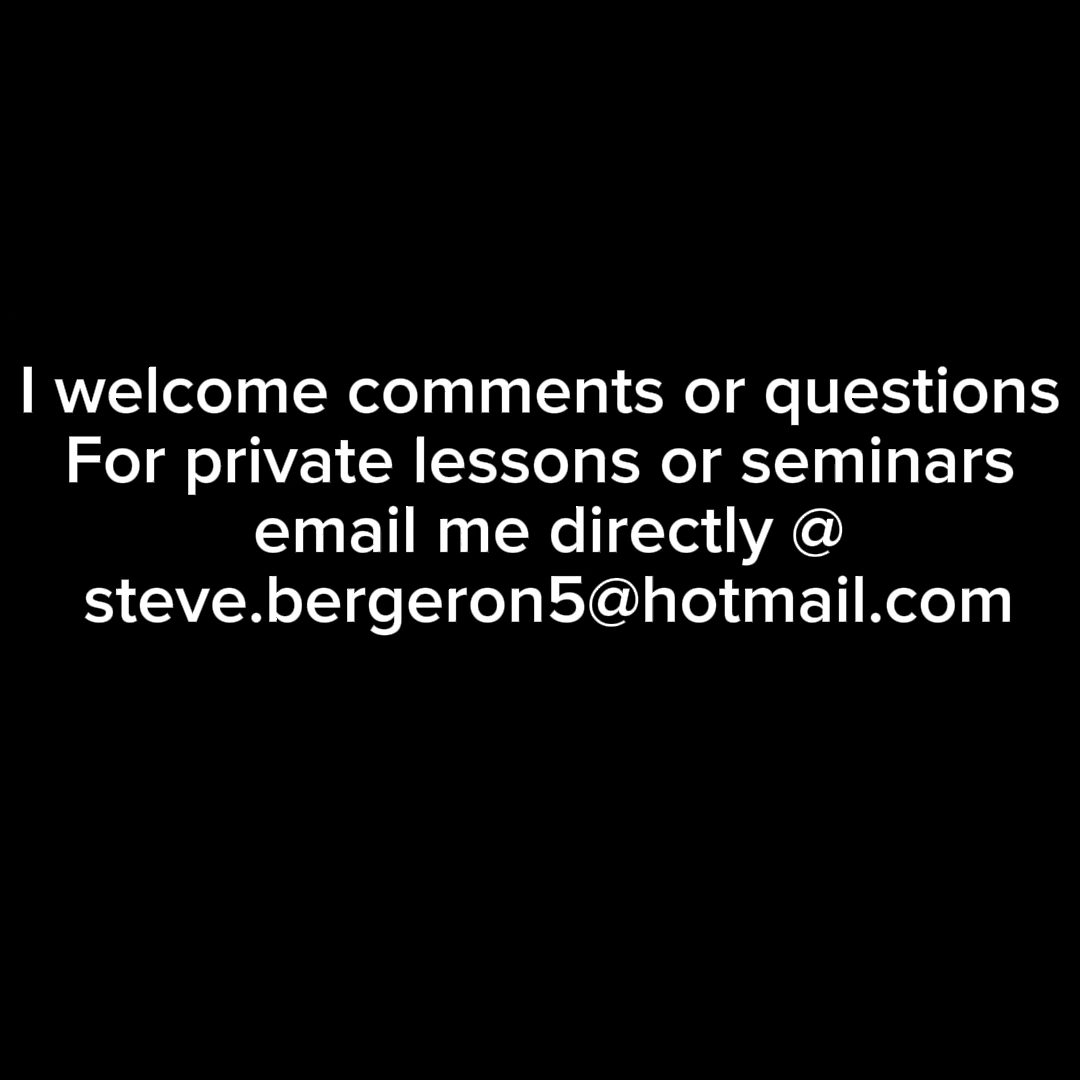 I welcome comments or questions
For private lessons or seminars
email me directly @
steve.bergeron5@hotmail.com